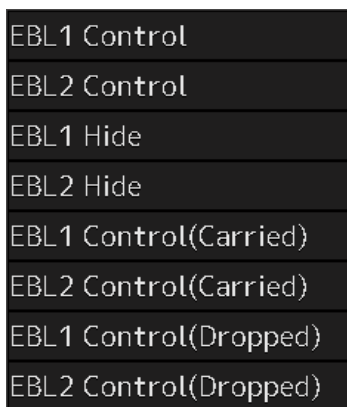 EBL1 Control
EBL2 Control
EBL1 Hide
EBL2 Hide
EBL1 Control(Carried)
EBL2 Control(Carried)
EBL1 Control(Dropped)
EBL2 Control(Dropped)